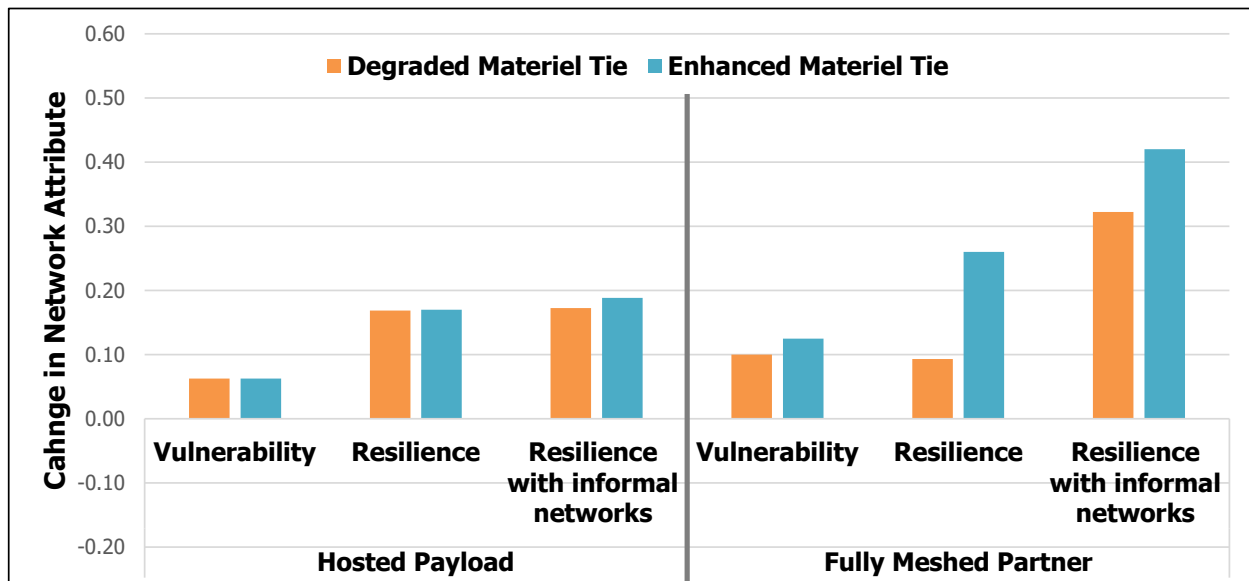 Cahnge in Network Attribute
0.60
0.50
0.40
0.30
0.20
0.10
0.00
-0.10
-0.20
Degraded Materiel Tie Enhanced Materiel Tie
Vulnerability
Resilience
Resilience
with informal
networks
Vulnerability
Resilience
Resilience
with informal
networks
Hosted Payload
Fully Meshed Partner